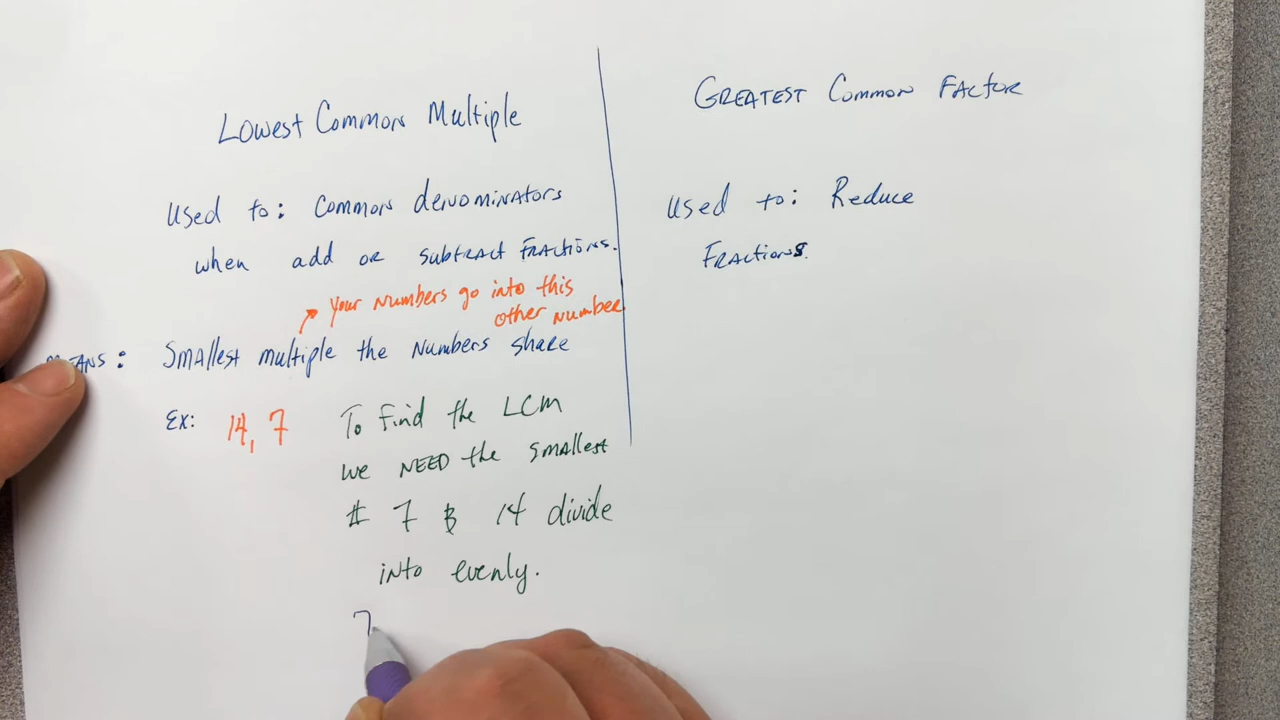 Lowest Common Multiple
Used to: Common denominators
when add or subtract fractions.
Your numbers go into this
other number
MEANS: Smallest multiple the numbers share
Ex: 14, 7
To find the LCM
we NEED the smallest
# 7 & 14 divide
into evenly.
7
GREATEST Common FACTOR
Used to: Reduce
Fractions.